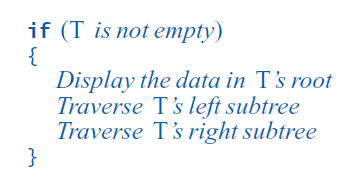 if (T is not empty)
{
Display the data in T’s root
Traverse T’s left subtree
Traverse T’s right subtree
}